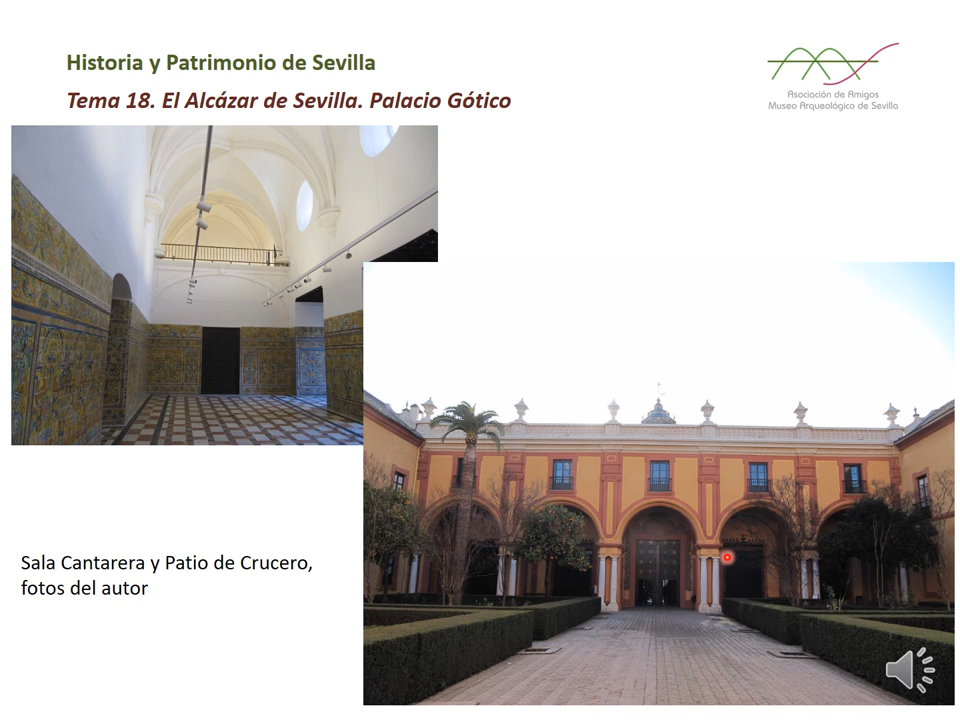 Historia y Patrimonio de Sevilla
Tema 18. El Alcázar de Sevilla. Palacio Gótico
Asociación de Amigos
Museo Arqueológico de Sevilla
Sala Cantarera y Patio de Crucero,
fotos del autor